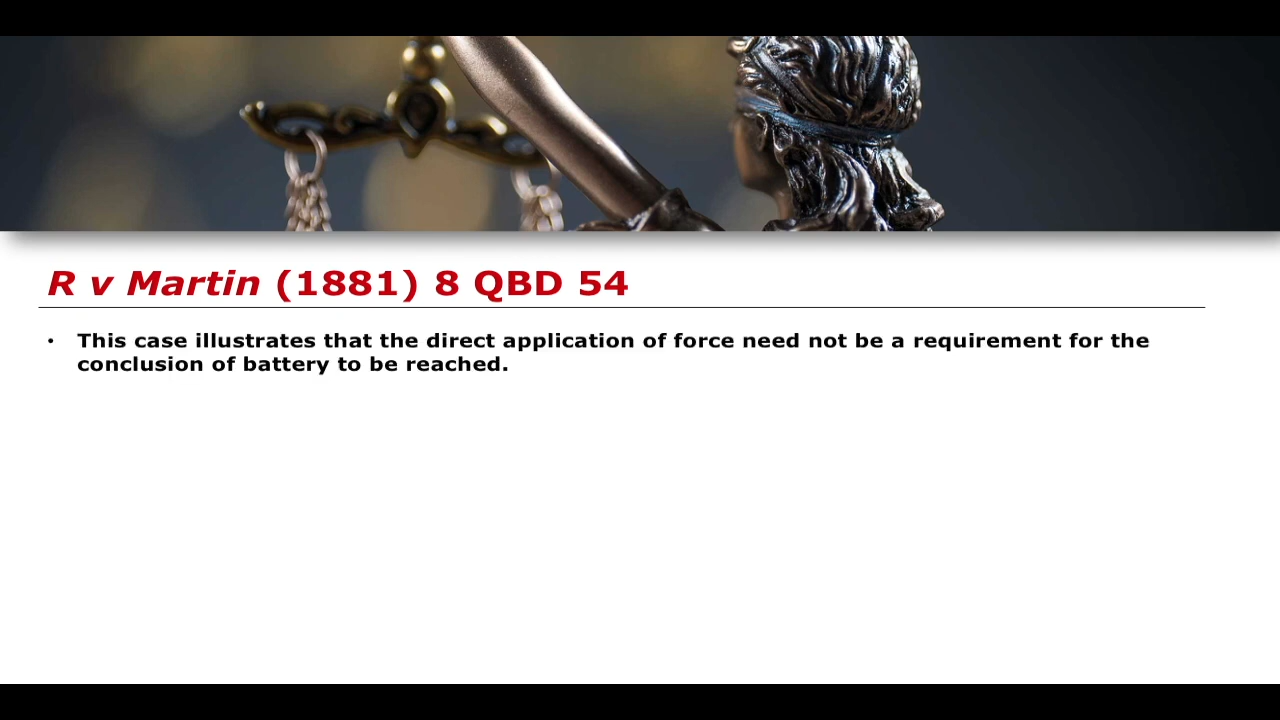 R v Martin (1881) 8 QBD 54
• This case illustrates that the direct application of force need not be a requirement for the
conclusion of battery to be reached.